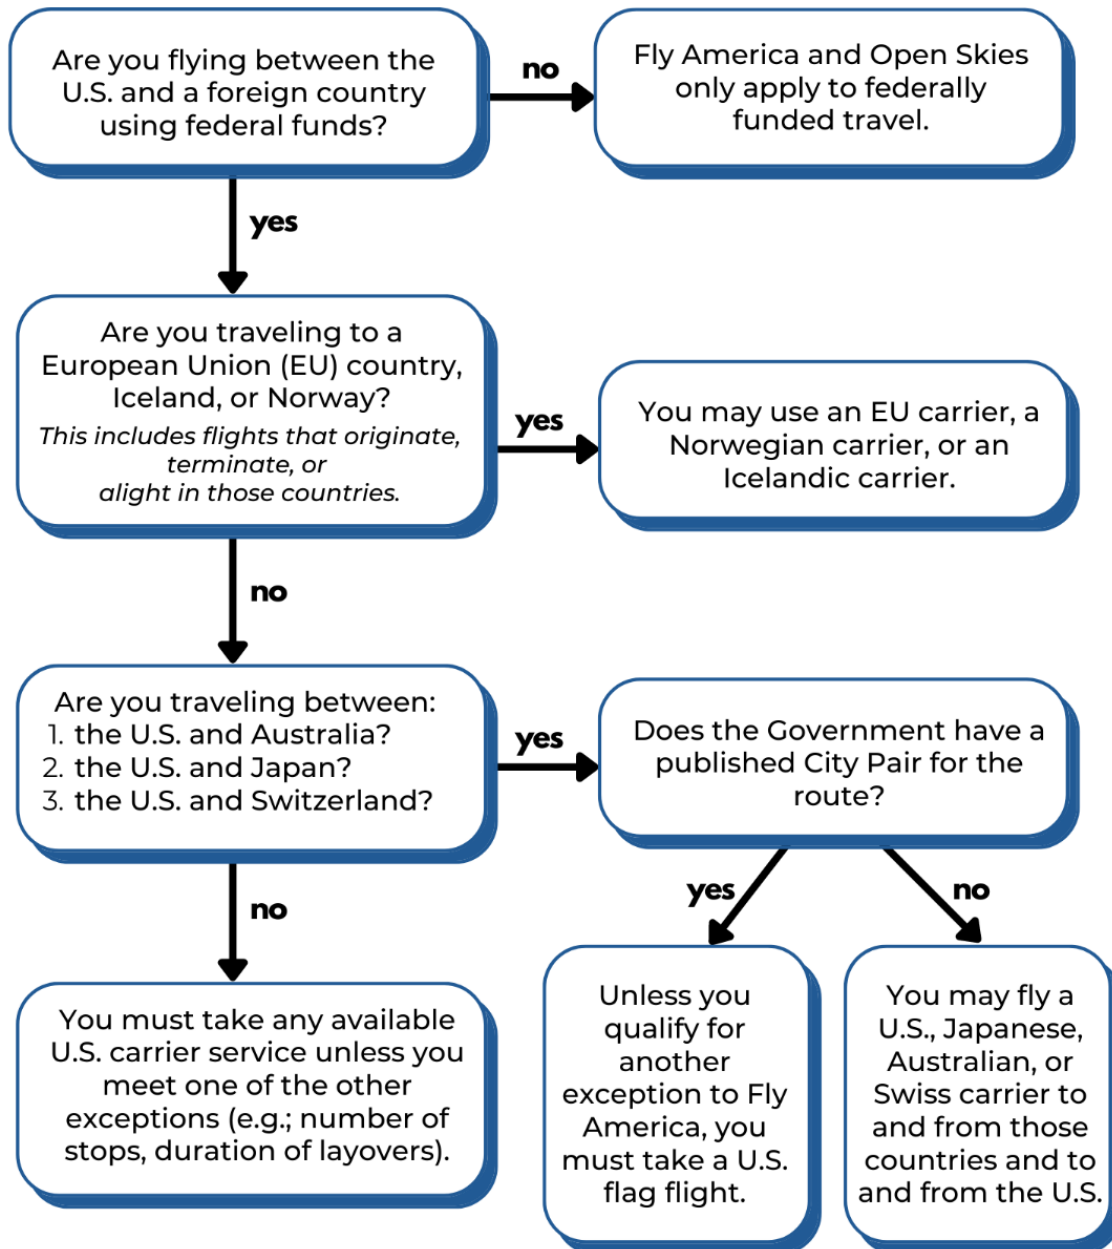 Are you flying between the
U.S. and a foreign country
using federal funds?
no
Fly America and Open Skies
only apply to federally
funded travel.
yes
Are you traveling to a
European Union (EU) country,
Iceland, or Norway?
This includes flights that originate,
terminate, or
alight in those countries.
yes
You may use an EU carrier, a
Norwegian carrier, or an
Icelandic carrier.
no
Are you traveling between:
1. the U.S. and Australia?
2. the U.S. and Japan?
3. the U.S. and Switzerland?
yes
Does the Government have a
published City Pair for the
route?
no
yes
no
You must take any available
U.S. carrier service unless you
meet one of the other
exceptions (e.g.; number of
stops, duration of layovers).
Unless you
qualify for
another
exception to Fly
America, you
must take a U.S.
flag flight.
You may fly a
U.S., Japanese,
Australian, or
Swiss carrier to
and from those
countries and to
and from the U.S.